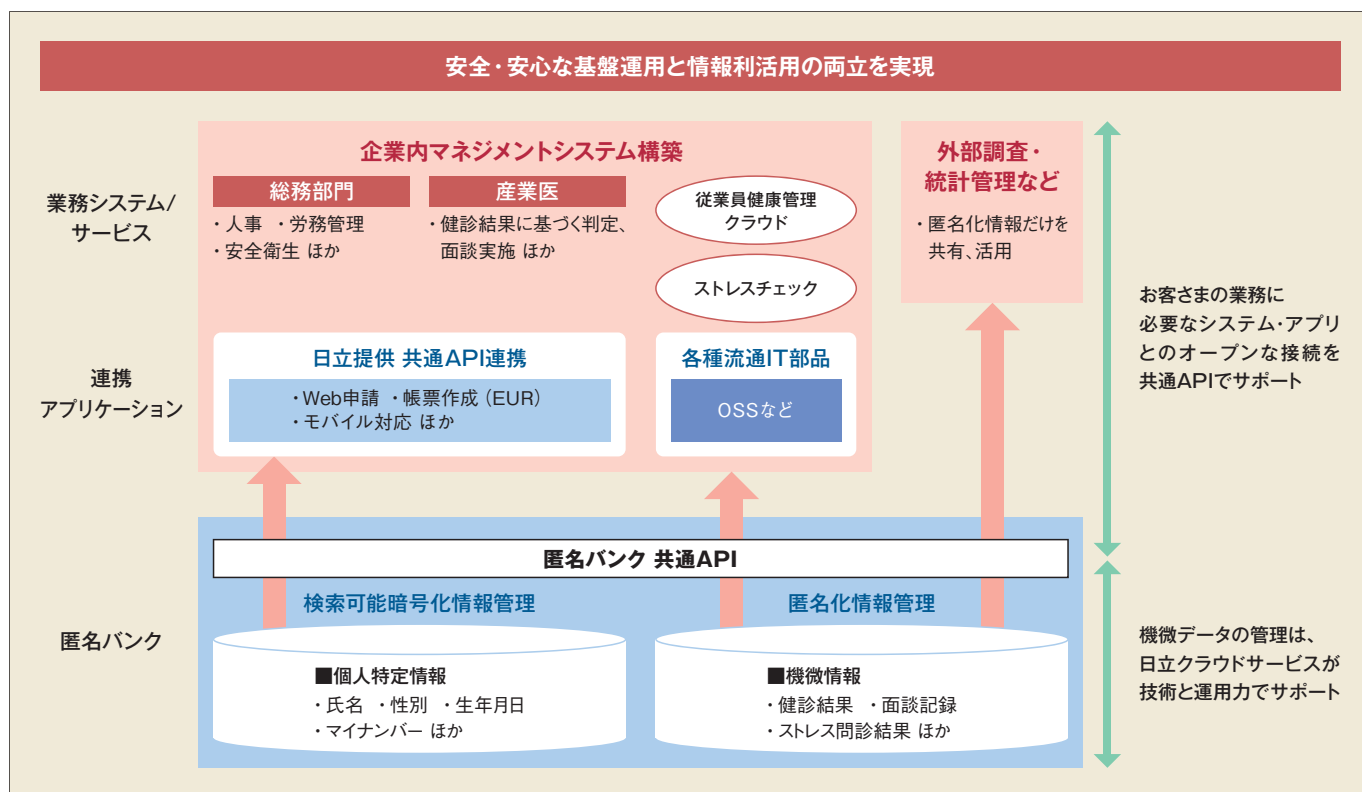 安全・安心な基盤運用と情報利活用の両立を実現
業務システム/
サービス
企業内マネジメントシステム構築
総務部門
・人事 ・労務管理
・安全衛生 ほか
産業医
・健診結果に基づく判定、
面談実施 ほか
従業員健康管理
クラウド
ストレスチェック
外部調査・
統計管理など
・匿名化情報だけを
共有、活用
連携
アプリケーション
日立提供 共通API連携
・Web申請 ・帳票作成（EUR）
・モバイル対応 ほか
各種流通IT部品
OSSなど
お客さまの業務に
必要なシステム・アプリ
とのオープンな接続を
共通APIでサポート
匿名バンク
匿名バンク 共通API
検索可能暗号化情報管理
■個人特定情報
・氏名 ・性別 ・生年月日
・マイナンバー ほか
匿名化情報管理
■機微情報
・健診結果 ・面談記録
・ストレス問診結果 ほか
機微データの管理は、
日立クラウドサービスが
技術と運用力でサポート